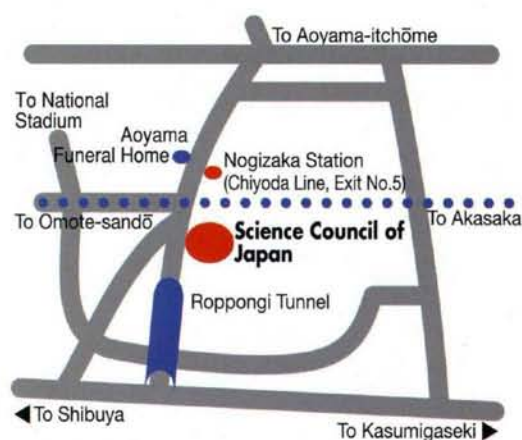 To Aoyama-itchōme
To National
Stadium
Aoyama
Funeral Home
Nogizaka Station
(Chiyoda Line, Exit No.5)
To Omote-sandō
To Akasaka
Science Council of
Japan
Roppongi Tunnel
◀To Shibuya
To Kasumigaseki▶